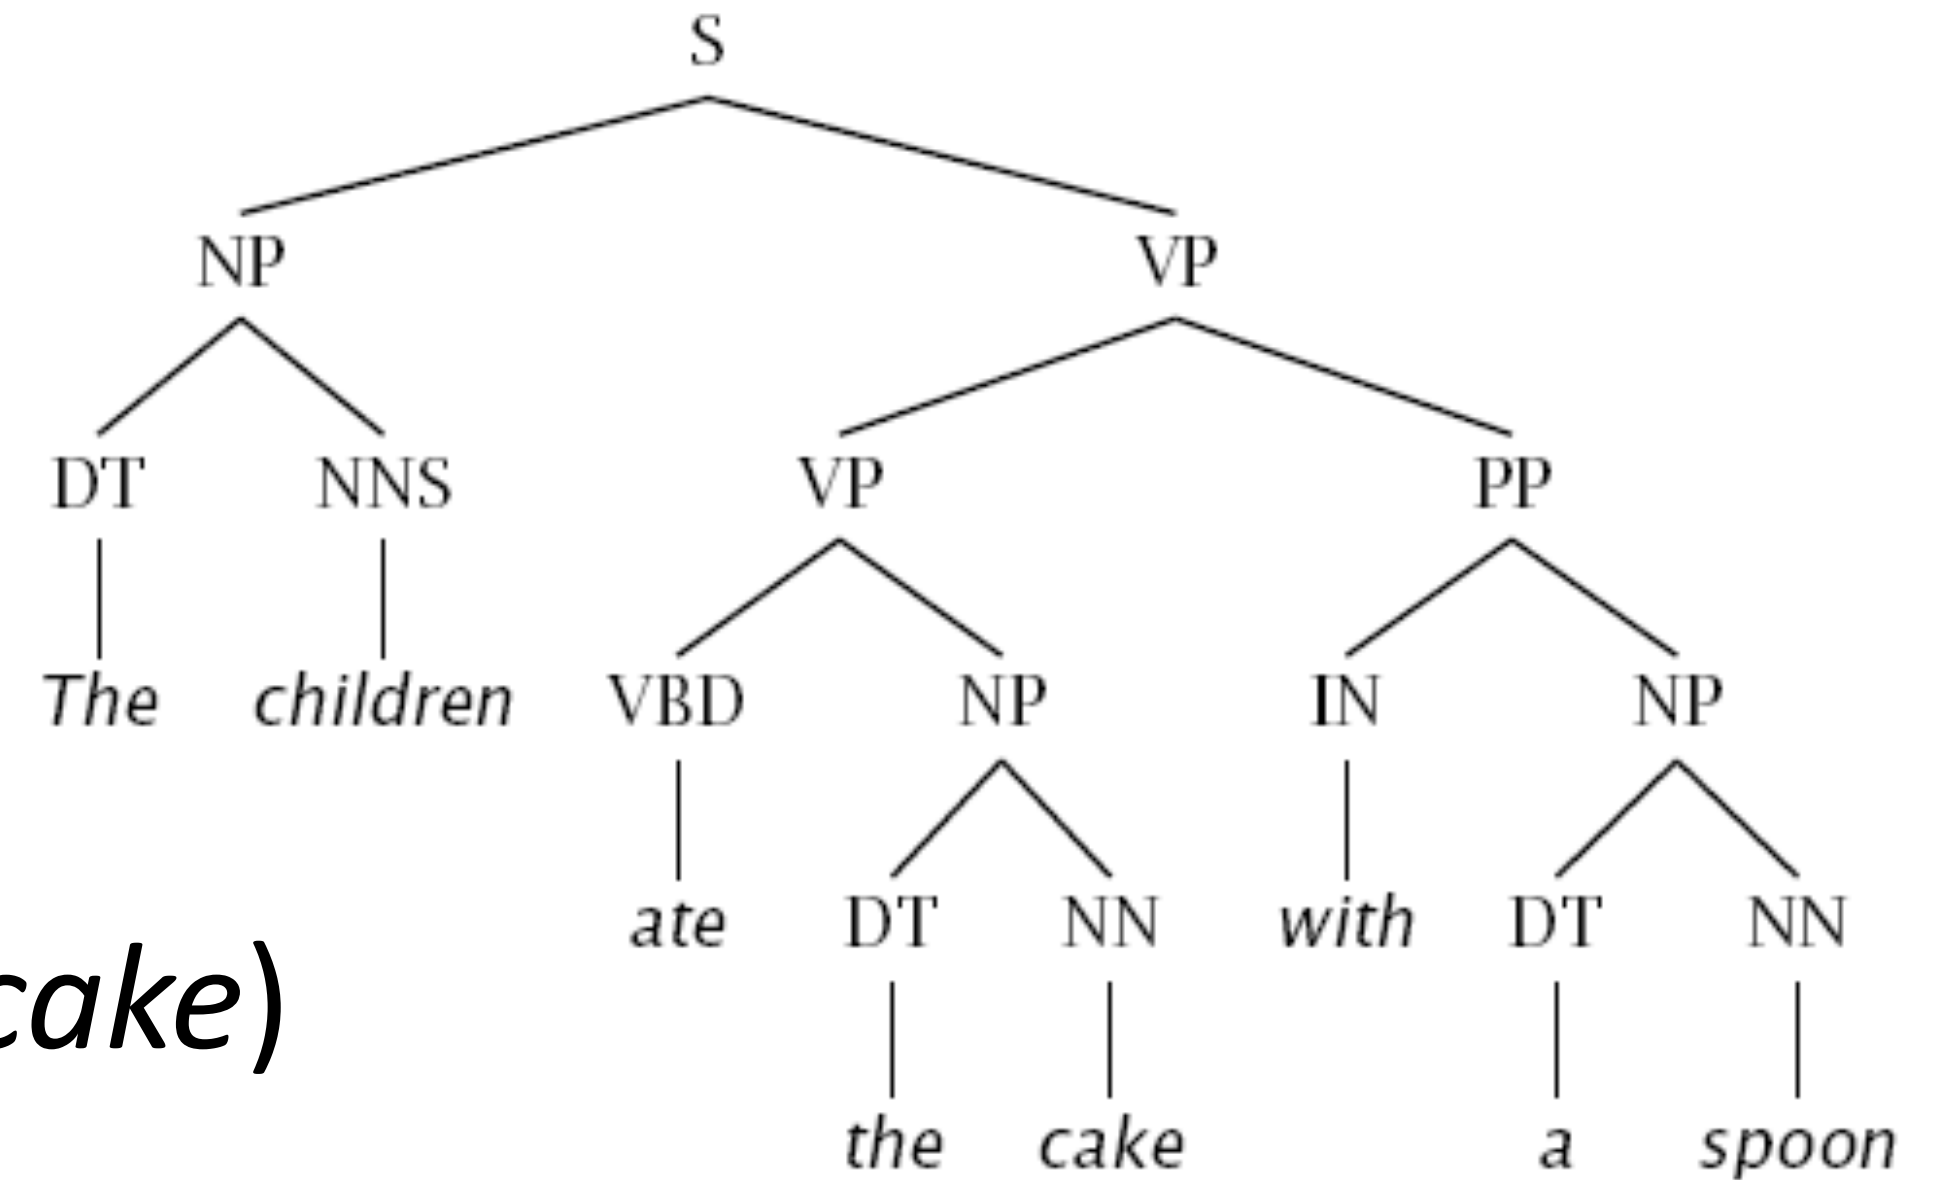 S
NP VP
DT NNS VP PP
The children VBD NP IN NP
ate DT NN with DT NN
cake)
the cake a spoon